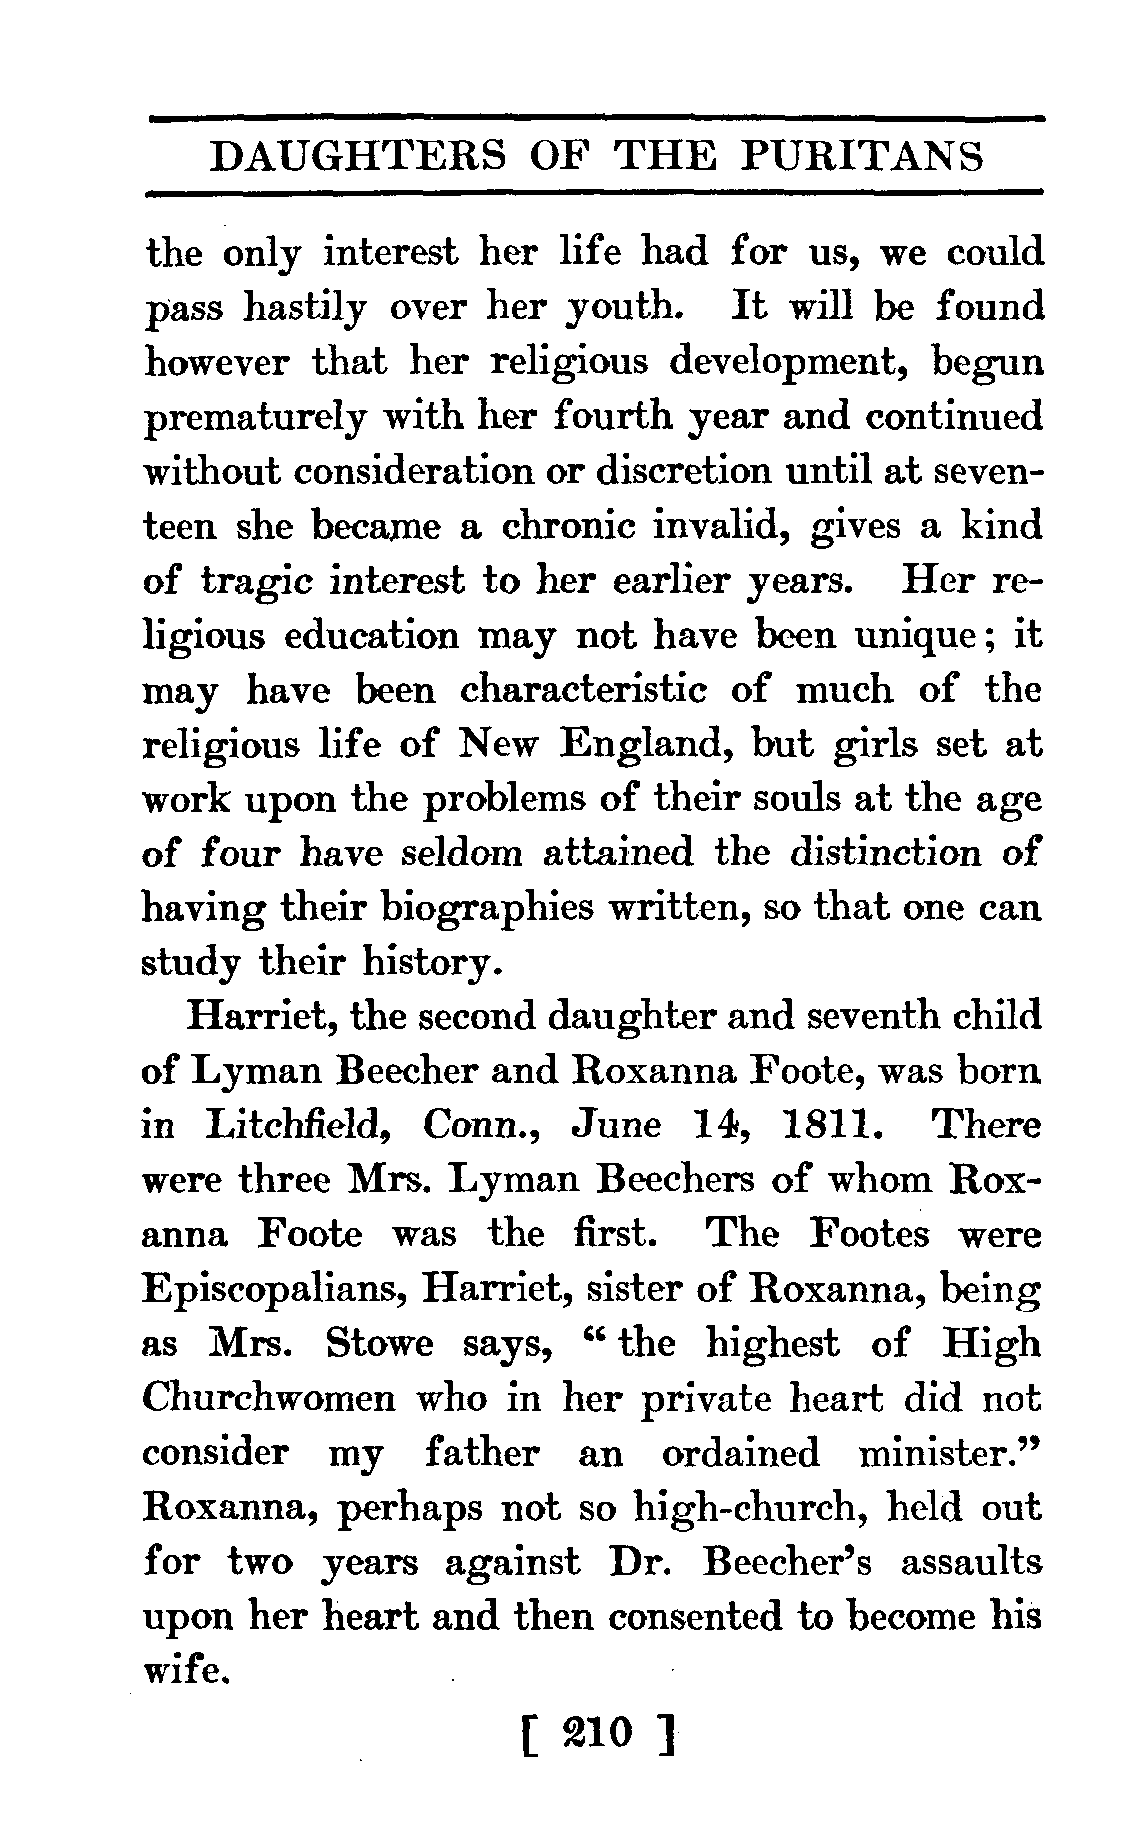 DAUGHTERS OF THE PURITANS
the only interest her life had for us, we could
pass hastily over her youth. It will be found
however that her religious development, begun
prematurely with her fourth year and continued
without consideration or discretion until at seven-
teen she became a chronic invalid, gives a kind
of tragic interest to her earlier years. Her re-
ligious education may not have been unique; it
may have been characteristic of much of the
religious life of New England, but girls set at
work upon the problems of their souls at the age
of four have seldom attained the distinction of
having their biographies written, so that one can
study their history.
Harriet, the second daughter and seventh child
of Lyman Beecher and Roxanna Foote, was born
in Litchfield, Conn., June 14, 1811. There
were three Mrs. Lyman Beechers of whom Rox-
anna Foote was the first. The Footes were
Episcopalians, Harriet, sister of Roxanna, being
as Mrs. Stowe says, “the highest of High
Churchwomen who in her private heart did not
consider my father an ordained minister.”
Roxanna, perhaps not so high-church, held out
for two years against Dr. Beecher’s assaults
upon her heart and then consented to become his
wife.
[ 210 ]